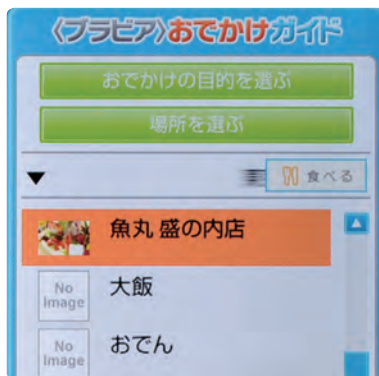 〈ブラビア〉おでかけガイド
おでかけの目的を選ぶ
場所を選ぶ
食べる
魚丸 盛の内店
No Image
大飯
No Image
おでん